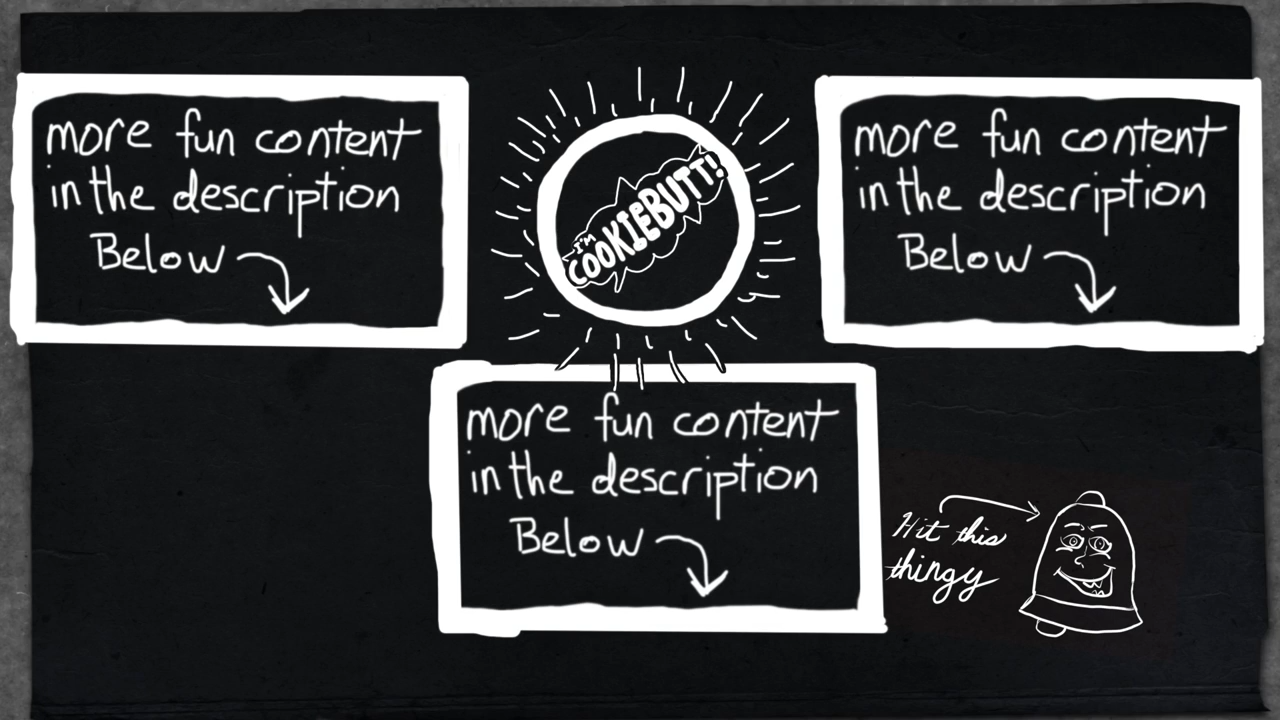 more fun content
in the description
Below
I'M
COOKIEBUTT!
more fun content
in the description
Below
more fun content
in the description
Below
Hit this
thingy